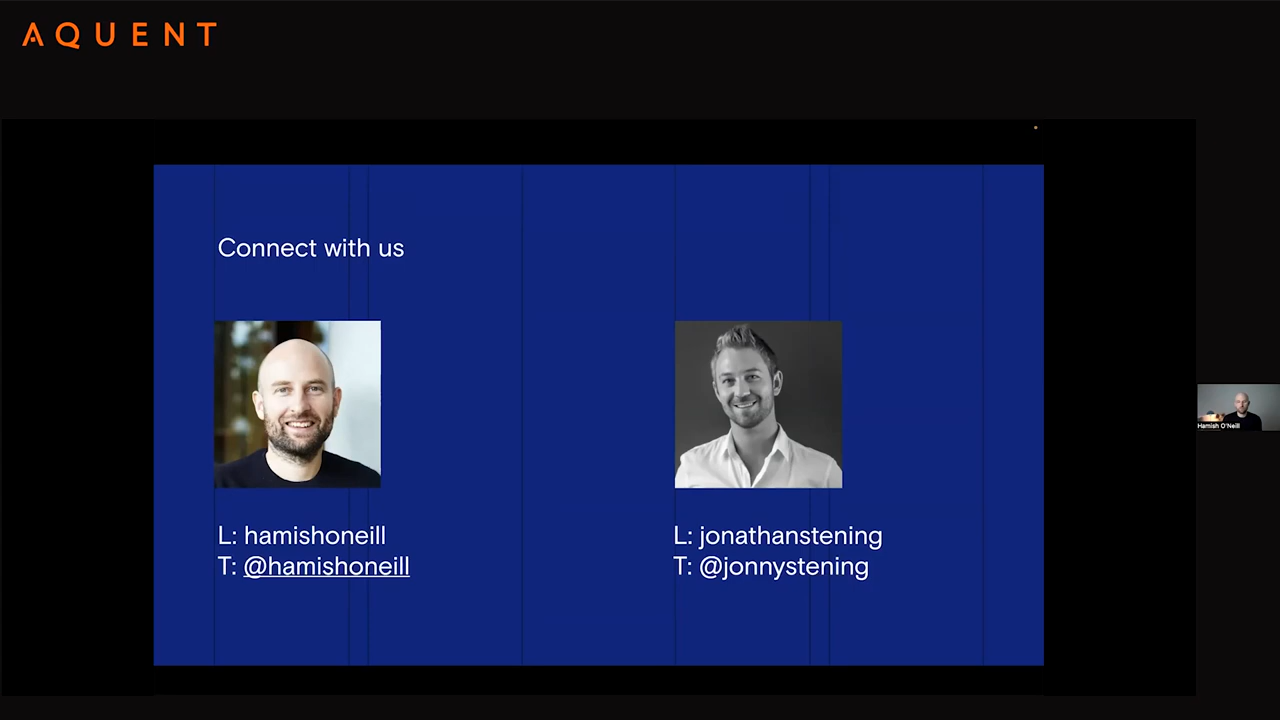 AQUENT
Connect with us
L: hamishoneill
T: @hamishoneill
L: jonathanstening
T: @jonnystening
Hamish O'Neill